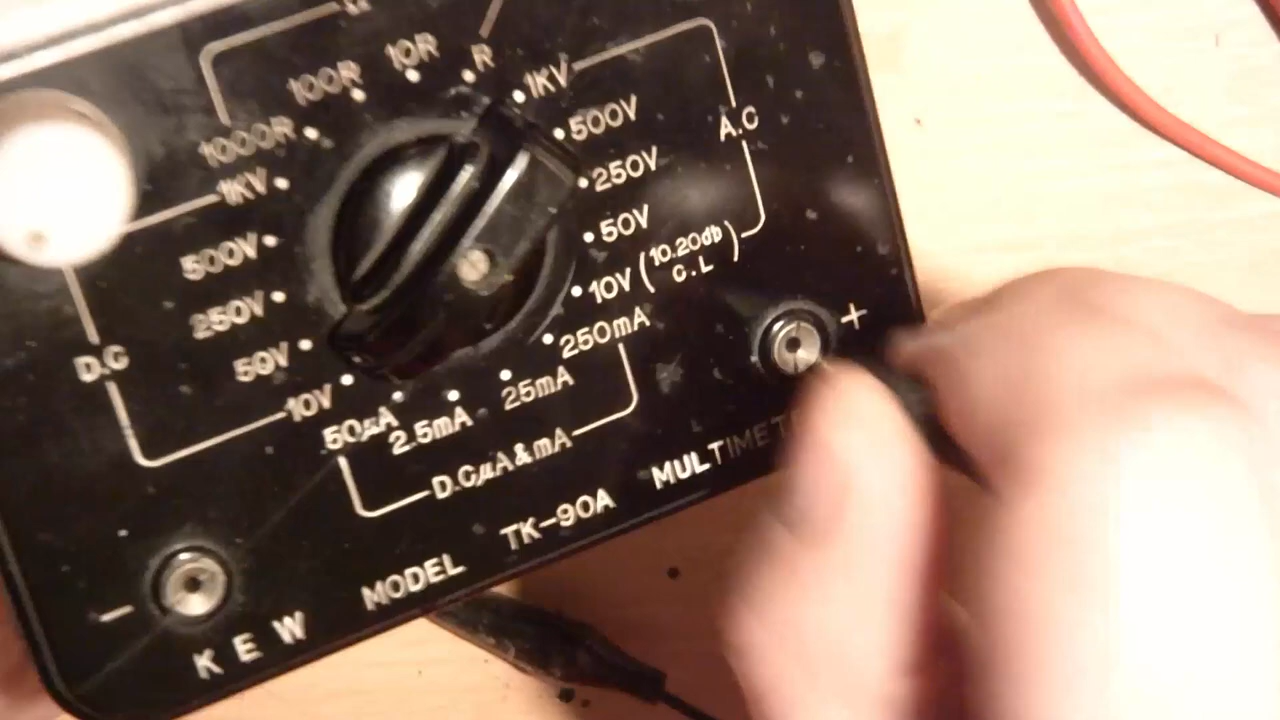 Ω
10R
R
100R
1KV
1000R
500V
A.C
1KV
250V
500V
50V
250V
10V (10.20db
C.L)
50V
250mA
D.C
10V
25mA
50μA
2.5mA
D.CμA&mA
+
-
KEW MODEL TK-90A MULTIMET